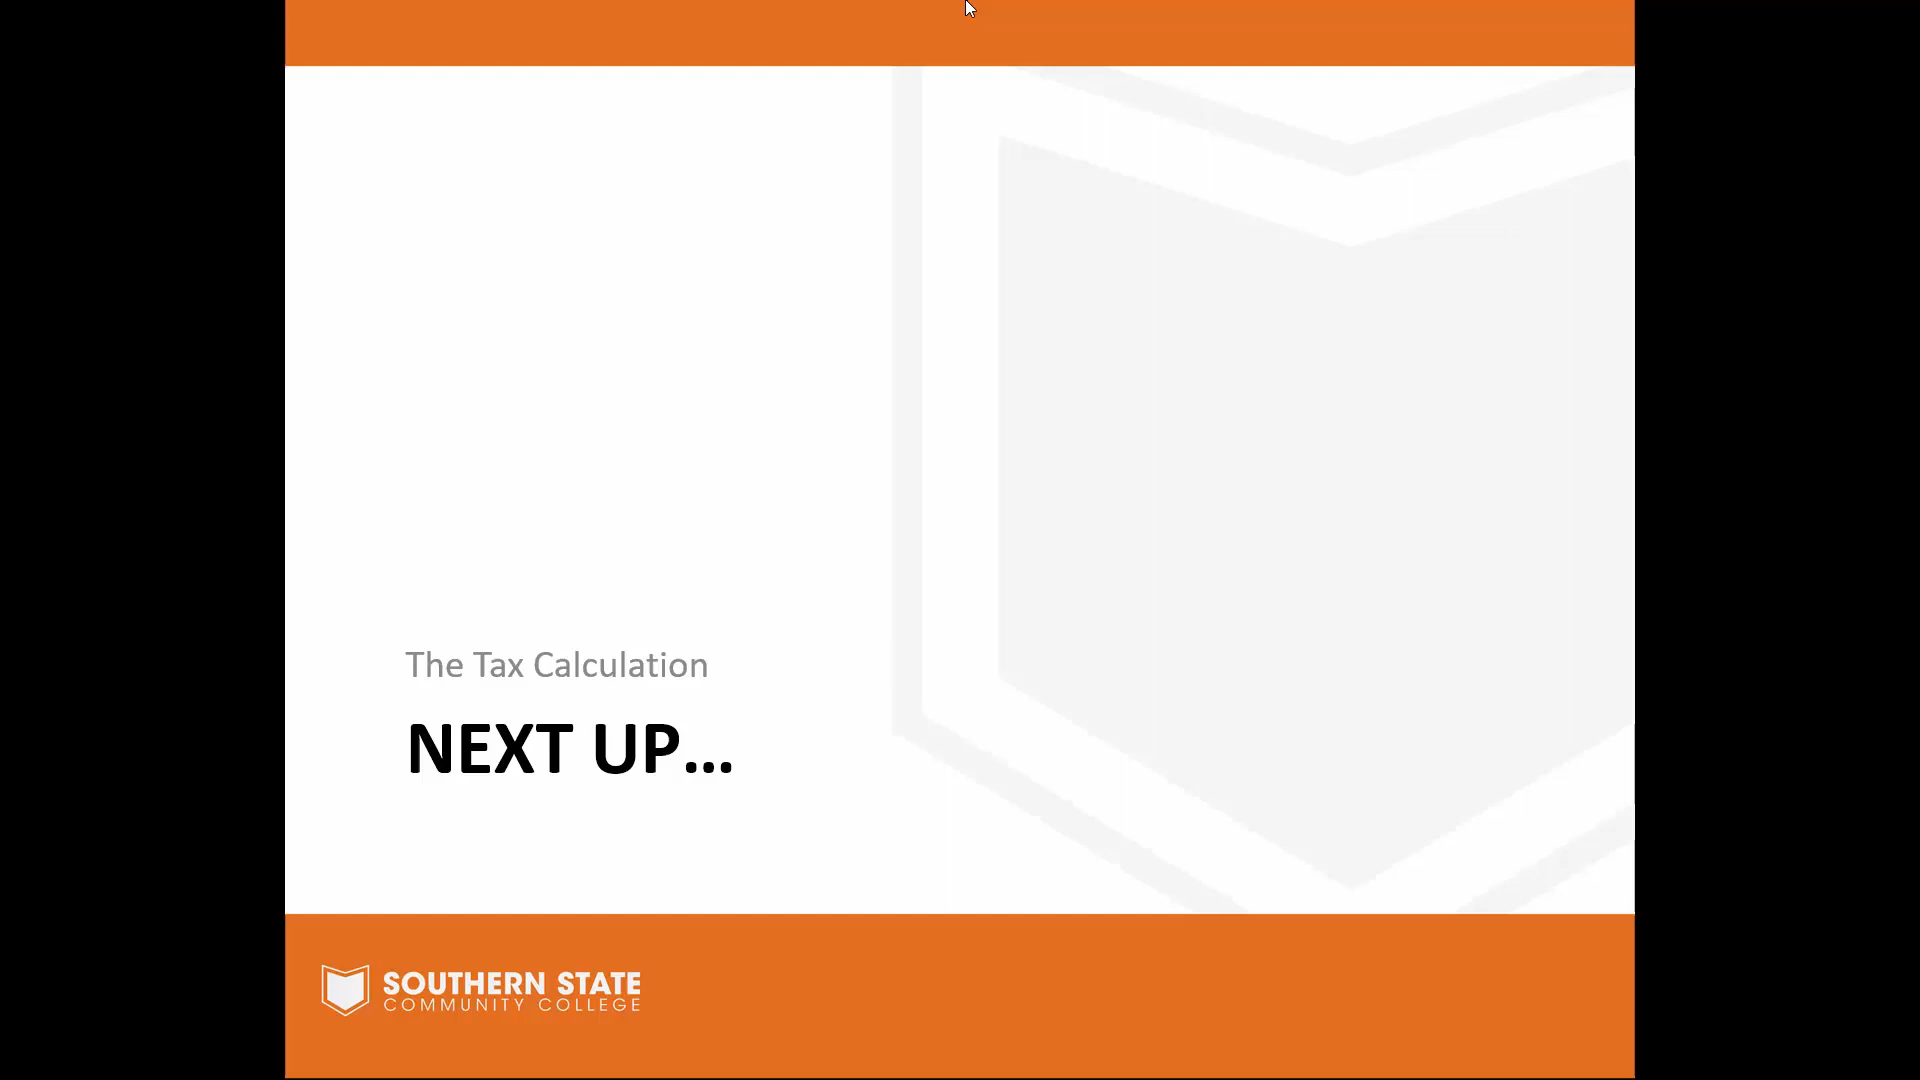 The Tax Calculation
NEXT UP...
SOUTHERN STATE
COMMUNITY COLLEGE